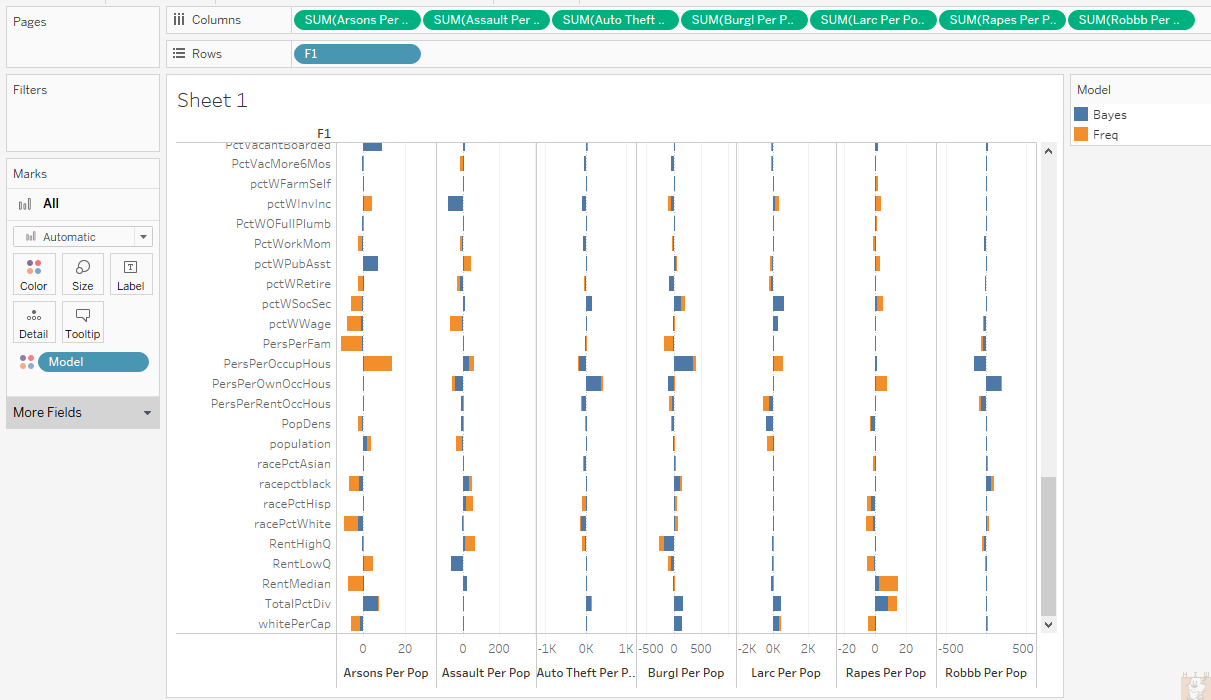 Pages
Columns
SUM(Arsons Per ..
SUM(Assault Per ..
SUM(Auto Theft ..
SUM(Burgl Per P..
SUM(Larc Per Po..
SUM(Rapes Per P..
SUM(Robbb Per ..
Rows
F1
Filters
Marks
All
Automatic
Color
Size
Label
Detail
Tooltip
Model
More Fields
Sheet 1
F1
PctVacantBoarded
PctVacMore6Mos
pctWFarmSelf
pctWInvInc
PctWOFullPlumb
PctWorkMom
pctWPubAsst
pctWRetire
pctWSocSec
pctWWage
PersPerFam
PersPerOccupHous
PersPerOwnOccHous
PersPerRentOccHous
PopDens
population
racePctAsian
racepctblack
racePctHisp
racePctWhite
RentHighQ
RentLowQ
RentMedian
TotalPctDiv
whitePerCap
0 20
0 200
-1K 0K 1K
-500 0 500
-2K 0K 2K
-20 0 20
-500 500
Arsons Per Pop
Assault Per Pop
Auto Theft Per P..
Burgl Per Pop
Larc Per Pop
Rapes Per Pop
Robbb Per Pop
Model
Bayes
Freq